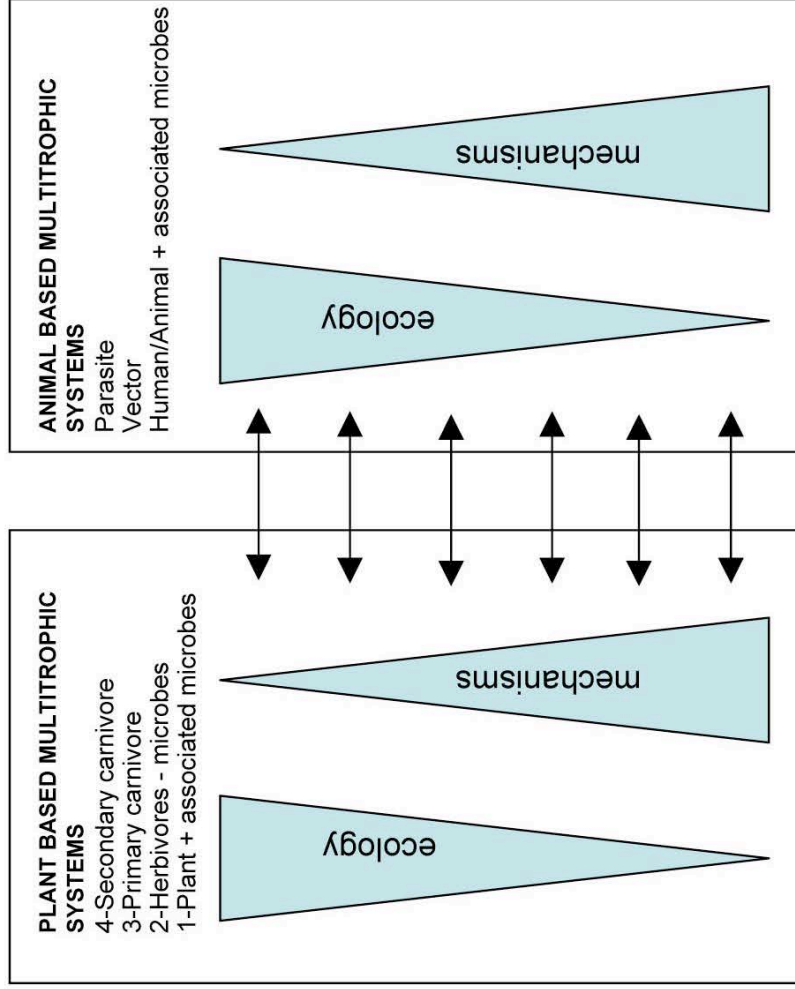 PLANT BASED MULTITROPHIC
SYSTEMS
4-Secondary carnivore
3-Primary carnivore
2-Herbivores - microbes
1-Plant + associated microbes
ecology
mechanisms
ANIMAL BASED MULTITROPHIC
SYSTEMS
Parasite
Vector
Human/Animal + associated microbes
ecology
mechanisms